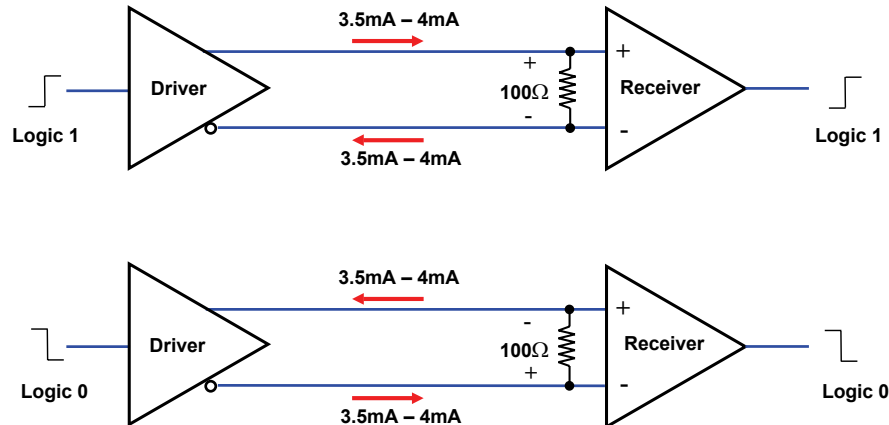 3.5mA – 4mA
+
+
Driver
100Ω
Receiver
Logic 1
-
-
Logic 1
3.5mA – 4mA
3.5mA – 4mA
-
+
Driver
100Ω
Receiver
Logic 0
+
-
Logic 0
3.5mA – 4mA